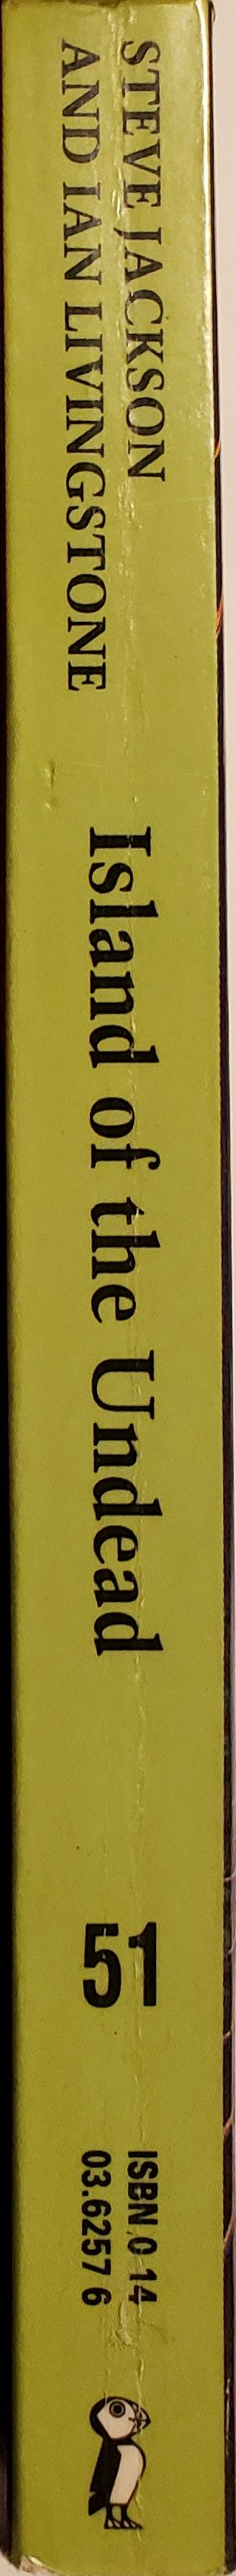 STEVE JACKSON
AND IAN LIVINGSTONE
Island of the Undead
51
ISBN 0 14
03.6257 6